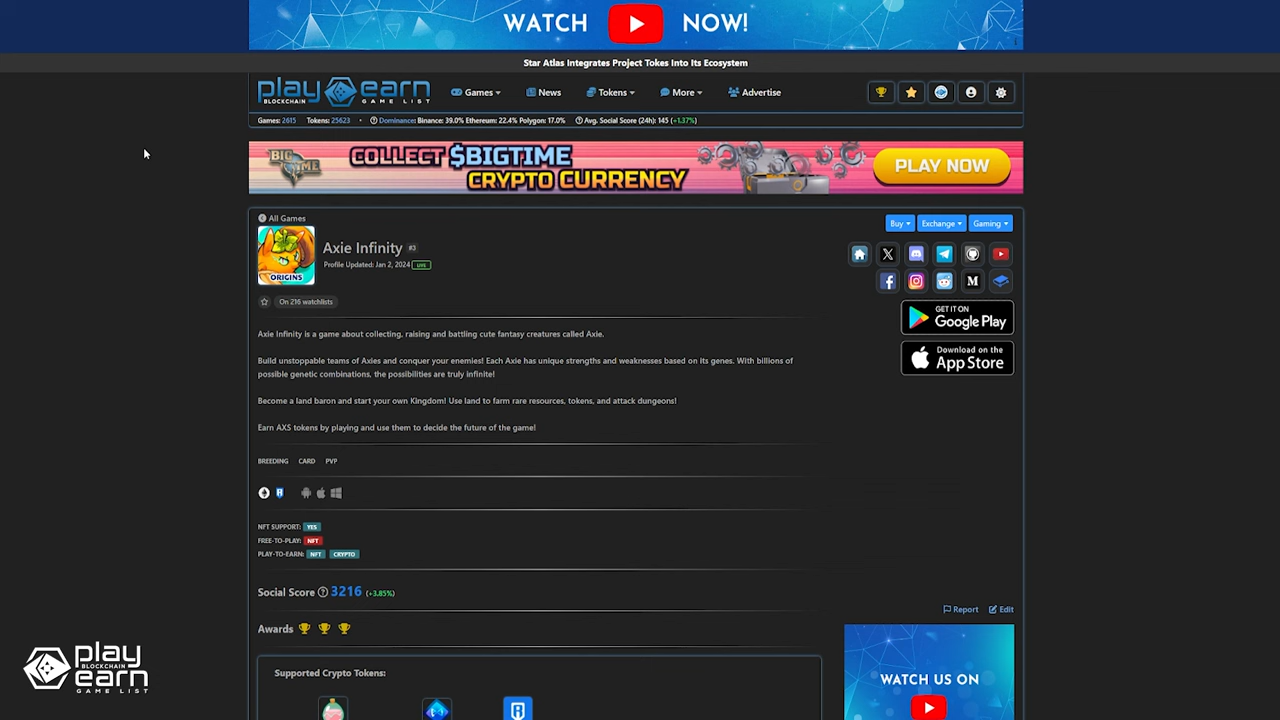 WATCH NOW!
Star Atlas Integrates Project Tokes Into Its Ecosystem
play earn
BLOCKCHAIN GAME LIST
Games
News
Tokens
More
Advertise
Games: 2615 Tokens: 25623 • Dominance: Binance: 39.0% Ethereum: 22.4% Polygon: 17.0% Avg. Social Score (24h): 145 (+1.37%)
BIG TIME
COLLECT $BIGTIME
CRYPTO CURRENCY
PLAY NOW
All Games
Buy
Exchange
Gaming
ORIGINS
Axie Infinity #3
Profile Updated: Jan 2, 2024 LIVE
On 216 watchlists
GET IT ON
Google Play
Download on the
App Store
Axie Infinity is a game about collecting, raising and battling cute fantasy creatures called Axie.
Build unstoppable teams of Axies and conquer your enemies! Each Axie has unique strengths and weaknesses based on its genes. With billions of
possible genetic combinations, the possibilities are truly infinite!
Become a land baron and start your own Kingdom! Use land to farm rare resources, tokens, and attack dungeons!
Earn AXS tokens by playing and use them to decide the future of the game!
BREEDING CARD PVP
NFT SUPPORT: YES
FREE-TO-PLAY: NFT
PLAY-TO-EARN: NFT CRYPTO
Social Score 3216 (+3.85%)
Report
Edit
Awards
Supported Crypto Tokens:
WATCH US ON
play
BLOCKCHAIN
earn
GAME LIST